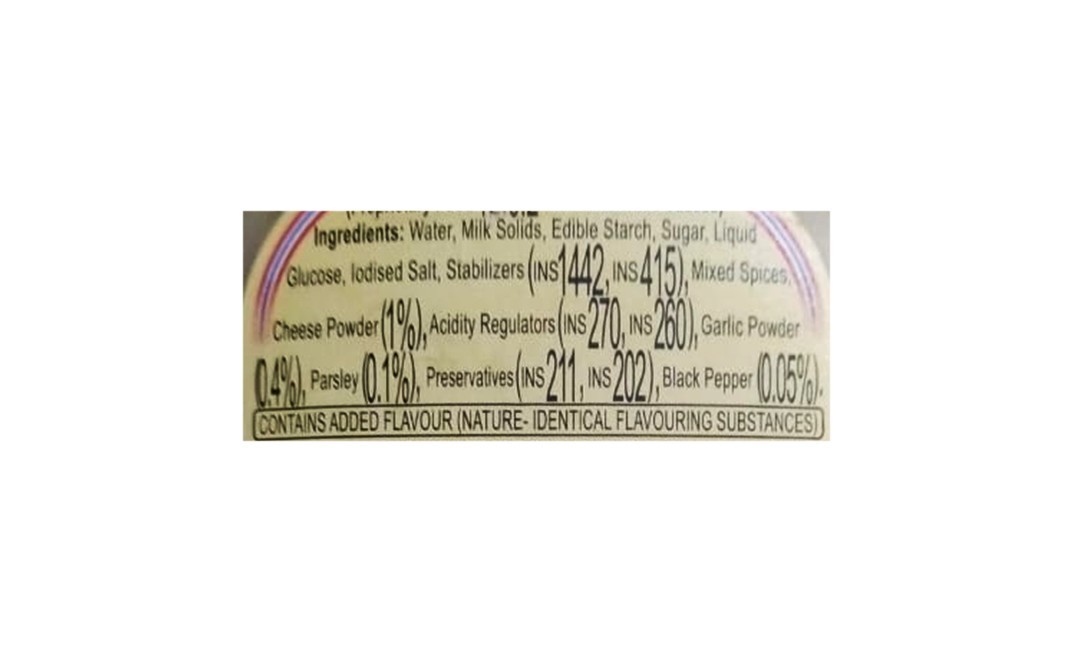 Ingredients: Water, Milk Solids, Edible Starch, Sugar, Liquid
Glucose, Iodised Salt, Stabilizers (INS 1442, INS 415), Mixed Spices,
Cheese Powder (1%), Acidity Regulators (INS 270, INS 260), Garlic Powder
(0.4%), Parsley (0.1%), Preservatives (INS 211, INS 202), Black Pepper (0.05%).
CONTAINS ADDED FLAVOUR (NATURE- IDENTICAL FLAVOURING SUBSTANCES)